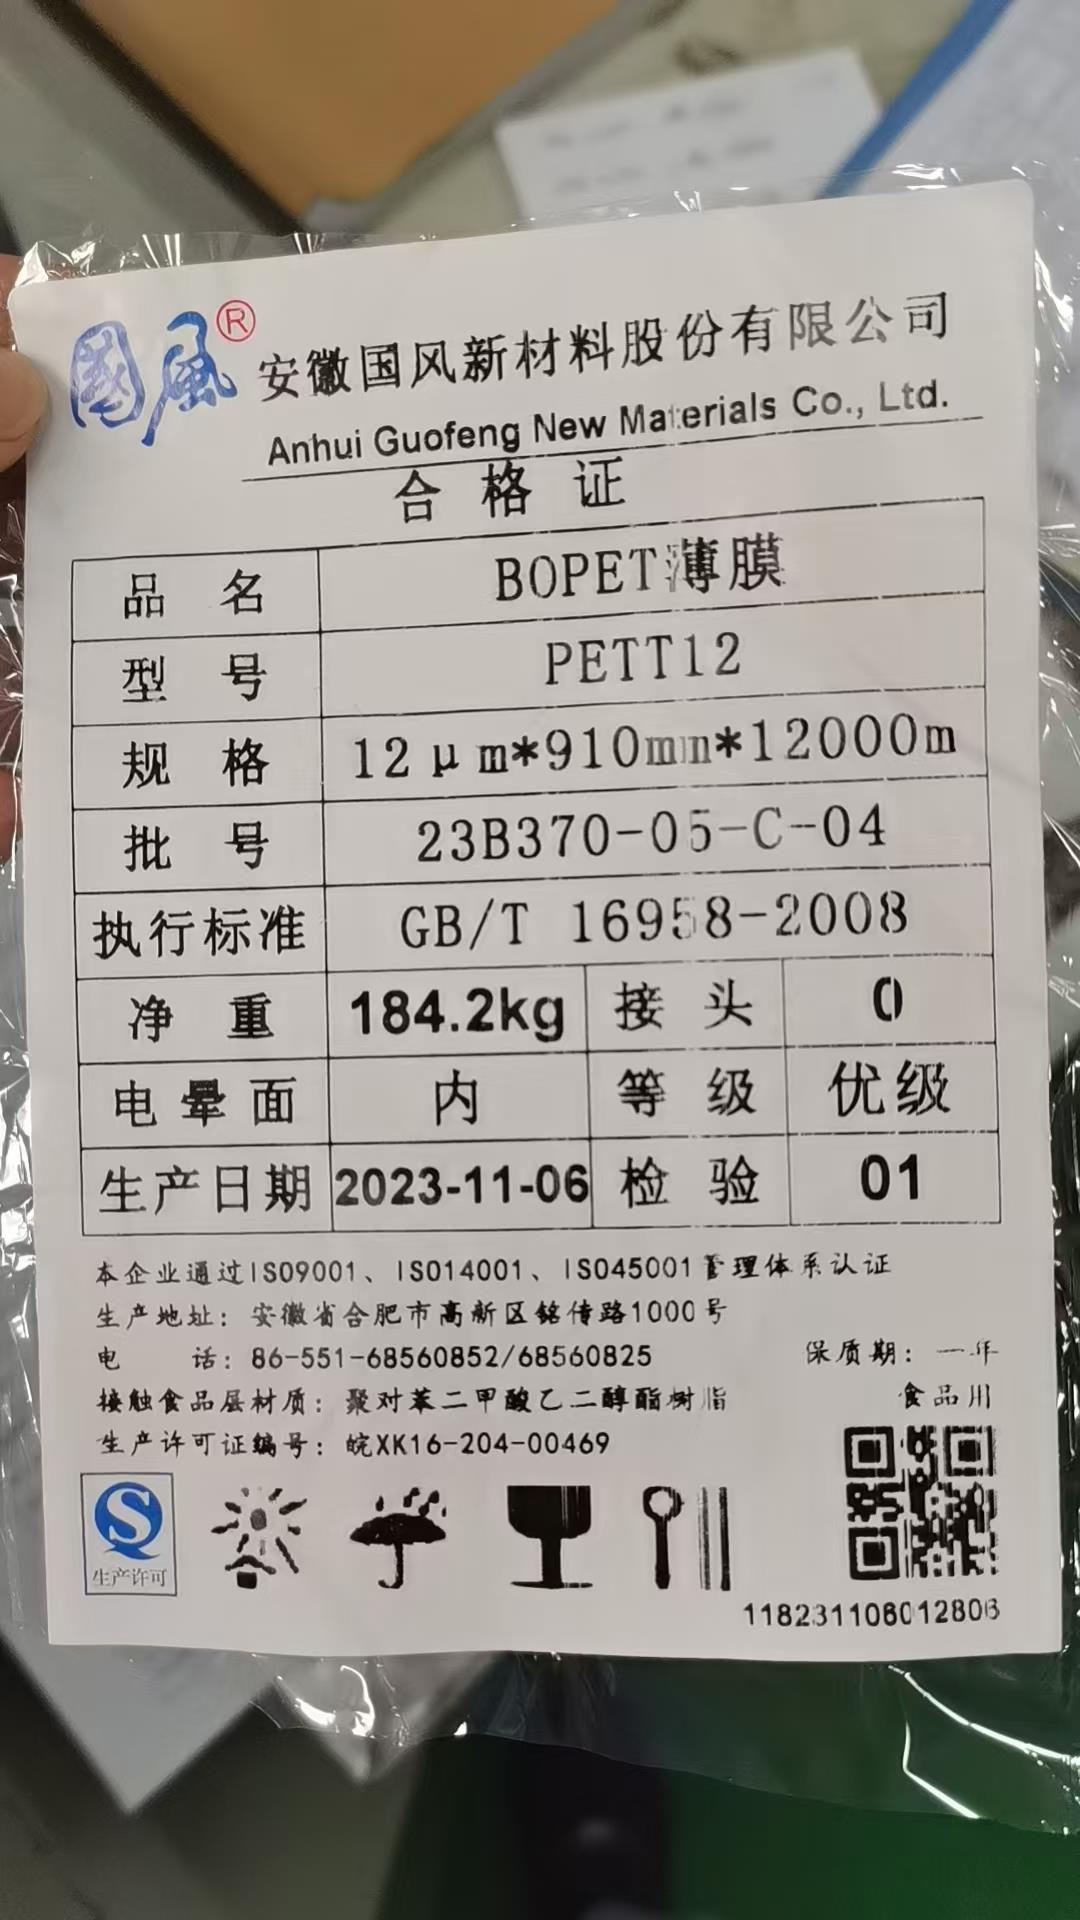 國風®
安徽国风新材料股份有限公司
Anhui Guofeng New Materials Co., Ltd.
合格证
品名 BOPET薄膜
型号 PETT12
规格 12μm*910mm*12000m
批号 23B370-05-C-04
执行标准 GB/T 16958-2008
净重 184.2kg 接头 0
电晕面 内 等级 优级
生产日期 2023-11-06 检验 01
本企业通过ISO9001、ISO14001、ISO45001管理体系认证
生产地址：安徽省合肥市高新区铭传路1000号
电话：86-551-68560852/68560825 保质期：一年
接触食品层材质：聚对苯二甲酸乙二醇酯树脂 食品用
生产许可证编号：皖XK16-204-00469
生产许可
118231106012806